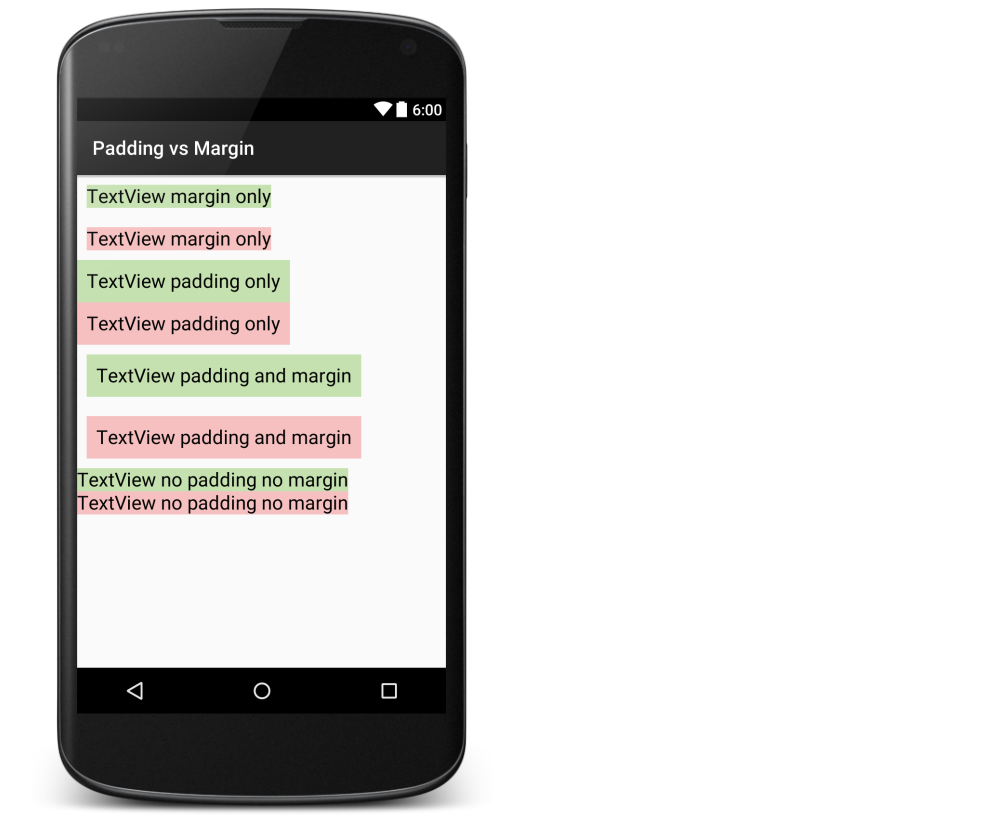 6:00
Padding vs Margin
TextView margin only
TextView margin only
TextView padding only
TextView padding only
TextView padding and margin
TextView padding and margin
TextView no padding no margin
TextView no padding no margin